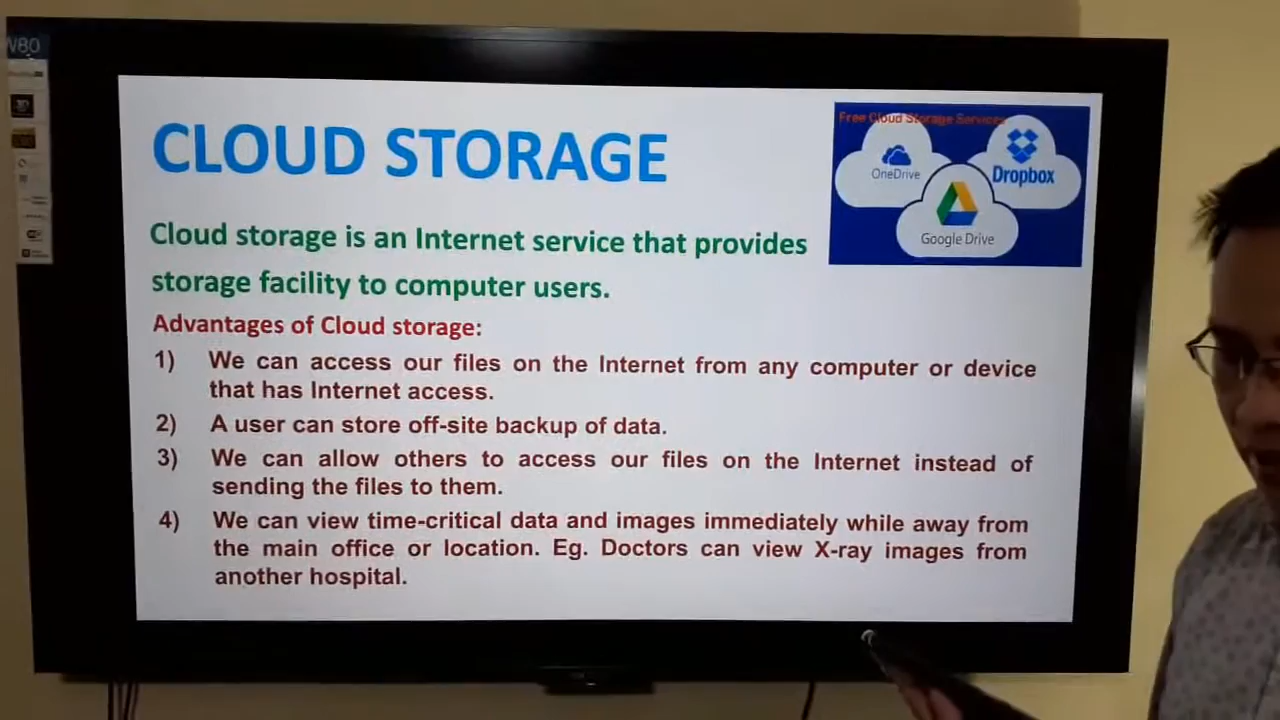 W80
CLOUD STORAGE
Free Cloud Storage Services
OneDrive
Dropbox
Google Drive
Cloud storage is an Internet service that provides
storage facility to computer users.
Advantages of Cloud storage:
1) We can access our files on the Internet from any computer or device
that has Internet access.
2) A user can store off-site backup of data.
3) We can allow others to access our files on the Internet instead of
sending the files to them.
4) We can view time-critical data and images immediately while away from
the main office or location. Eg. Doctors can view X-ray images from
another hospital.